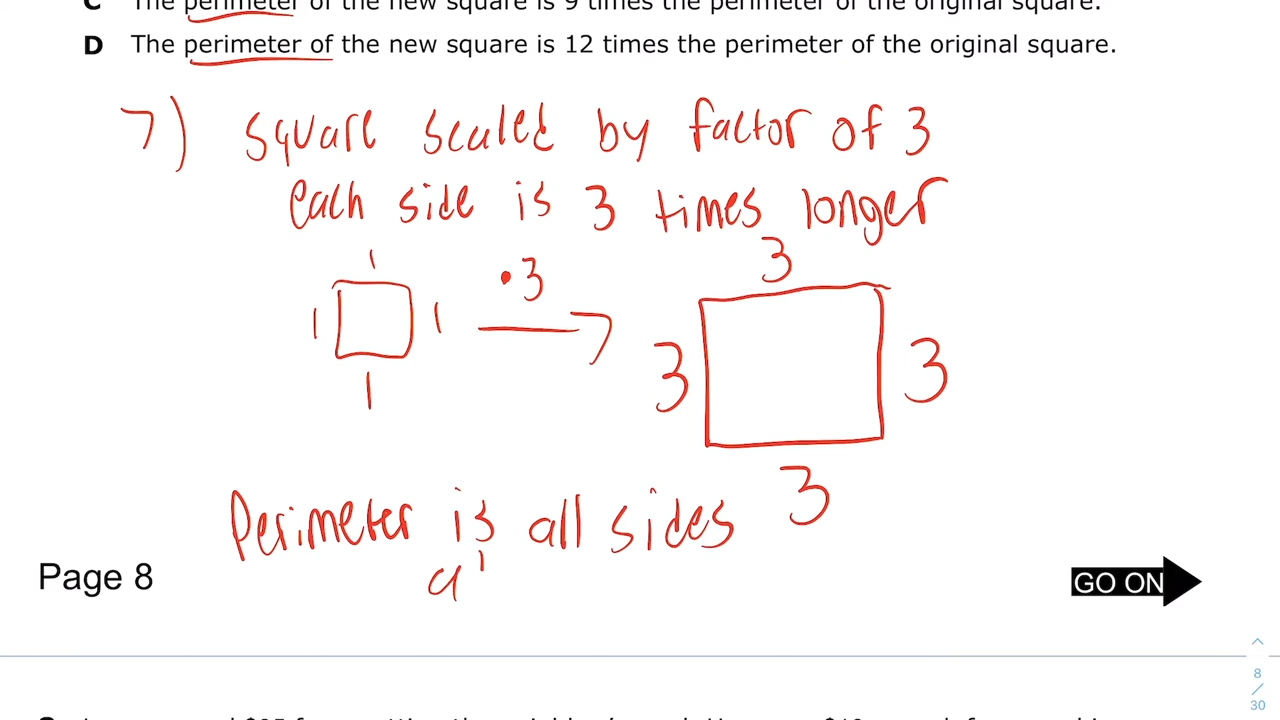 C The perimeter of the new square is 9 times the perimeter of the original square.
D The perimeter of the new square is 12 times the perimeter of the original square.
7) square scaled by factor of 3
each side is 3 times longer
1 ·3 3
1 1 3 3
1 3
Perimeter is all sides
Page 8
GO ON
8
/
30